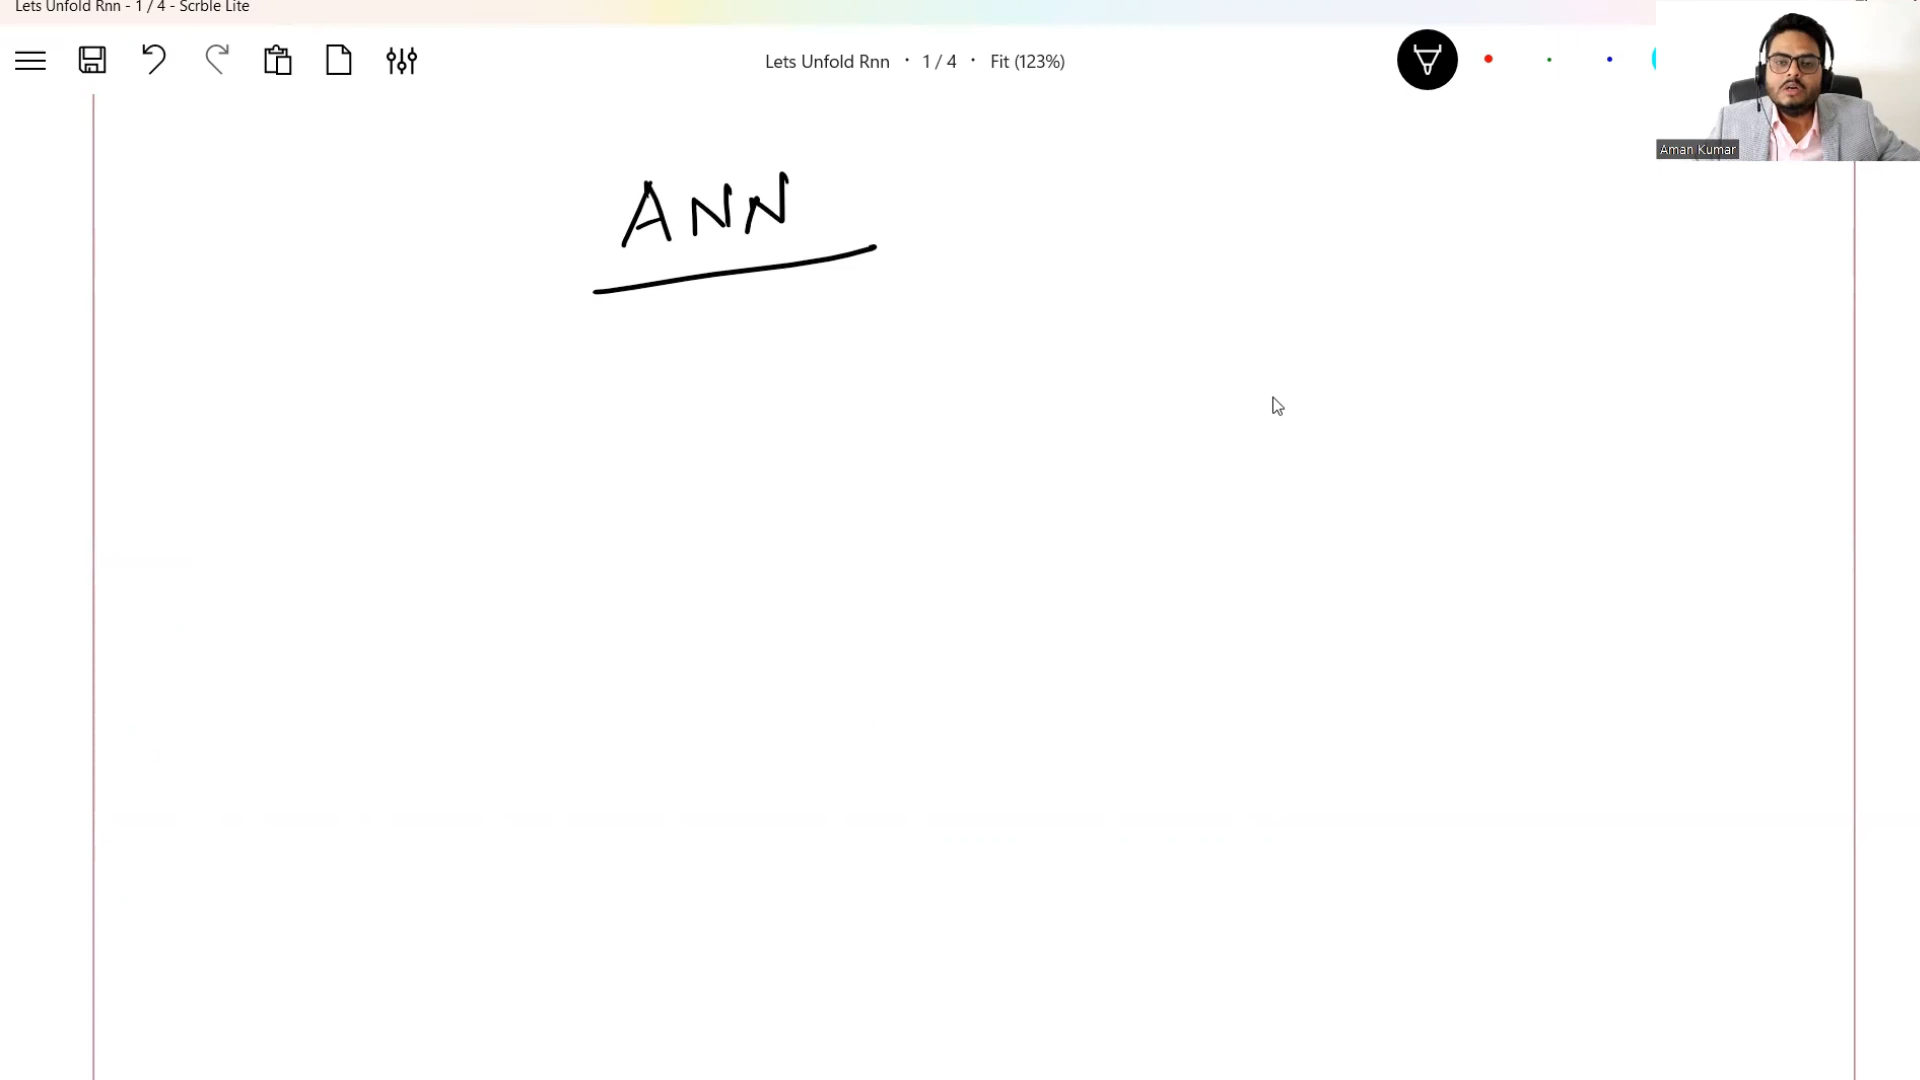 Lets Unfold Rnn - 1 / 4 - Scrble Lite
Lets Unfold Rnn • 1 / 4 • Fit (123%)
Aman Kumar
ANN